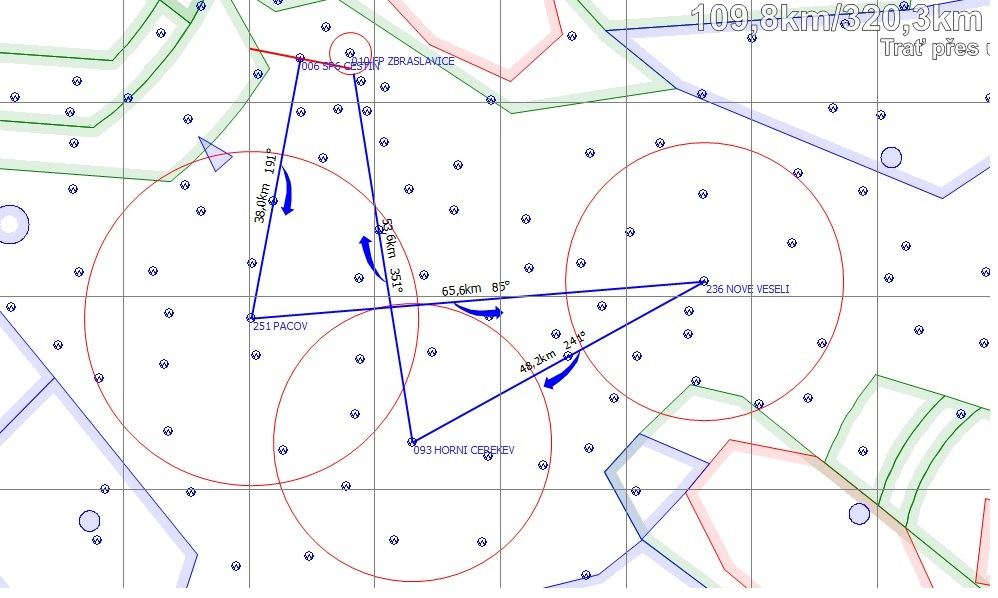 109,8km/320,3km
Trať přes u
010 FP ZBRASLAVICE
006 SP6 CESTIN
38,0km 191°
53,6km 351°
65,6km 85°
236 NOVE VESELI
251 PACOV
48,2km 241°
093 HORNI CEREKEV